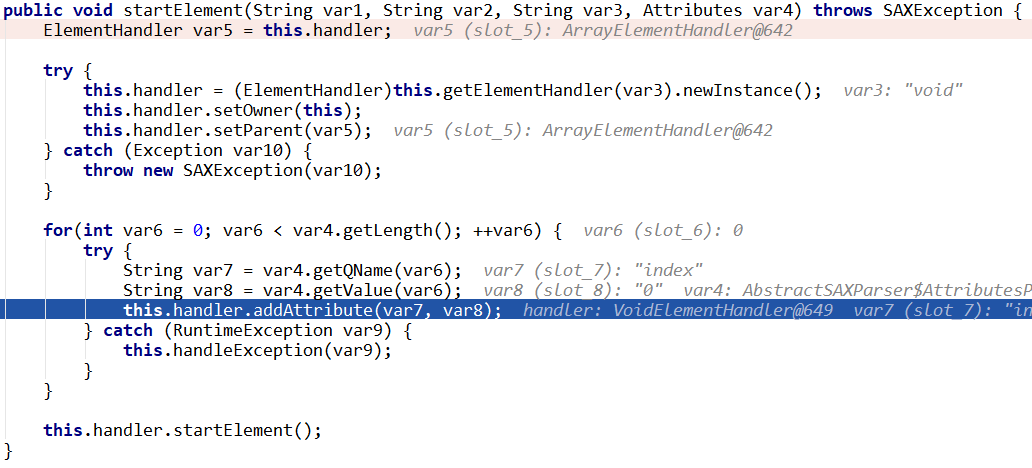 public void startElement(String var1, String var2, String var3, Attributes var4) throws SAXException {
ElementHandler var5 = this.handler; var5 (slot_5): ArrayElementHandler@642
try {
this.handler = (ElementHandler)this.getElementHandler(var3).newInstance(); var3: "void"
this.handler.setOwner(this);
this.handler.setParent(var5); var5 (slot_5): ArrayElementHandler@642
} catch (Exception var10) {
throw new SAXException(var10);
}
for(int var6 = 0; var6 < var4.getLength(); ++var6) { var6 (slot_6): 0
try {
String var7 = var4.getQName(var6); var7 (slot_7): "index"
String var8 = var4.getValue(var6); var8 (slot_8): "0" var4: AbstractSAXParser$AttributesP
this.handler.addAttribute(var7, var8); handler: VoidElementHandler@649 var7 (slot_7): "in
} catch (RuntimeException var9) {
this.handleException(var9);
}
}
this.handler.startElement();
}